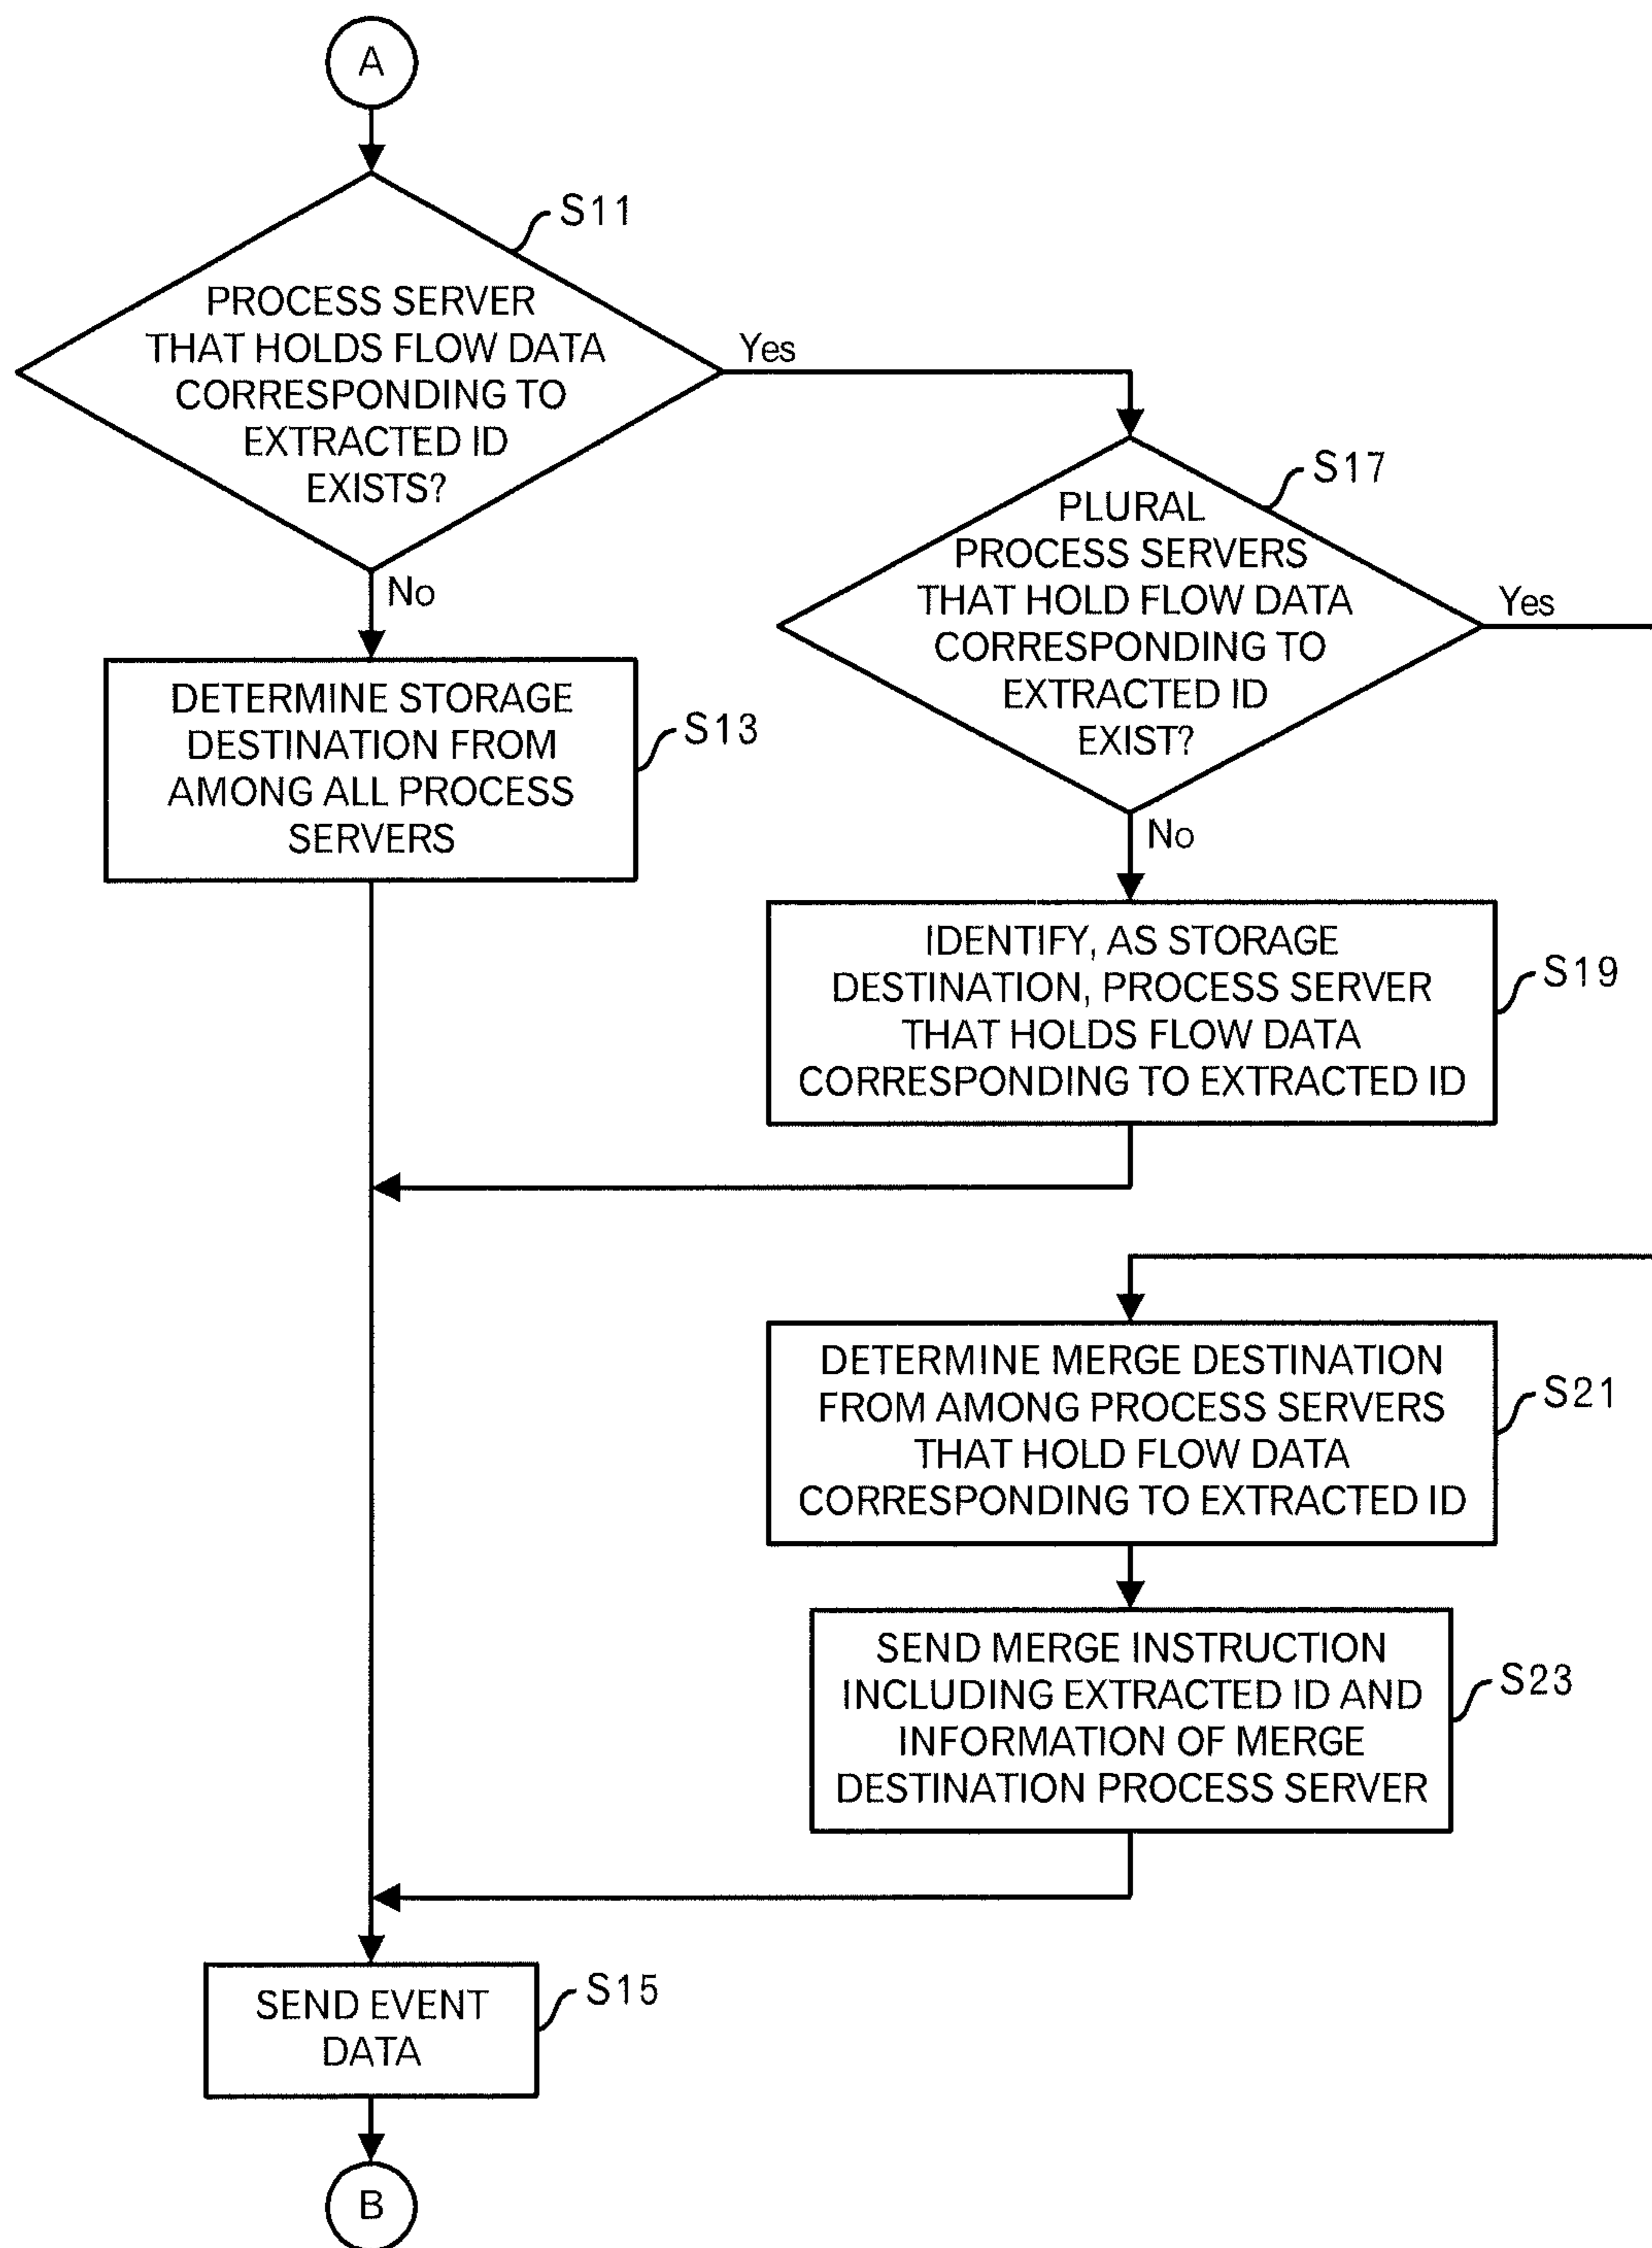 A
S11
PROCESS SERVER
THAT HOLDS FLOW DATA
CORRESPONDING TO
EXTRACTED ID
EXISTS?
Yes
No
S17
PLURAL
PROCESS SERVERS
THAT HOLD FLOW DATA
CORRESPONDING TO
EXTRACTED ID
EXIST?
Yes
No
DETERMINE STORAGE
DESTINATION FROM
AMONG ALL PROCESS
SERVERS
S13
IDENTIFY, AS STORAGE
DESTINATION, PROCESS SERVER
THAT HOLDS FLOW DATA
CORRESPONDING TO EXTRACTED ID
S19
DETERMINE MERGE DESTINATION
FROM AMONG PROCESS SERVERS
THAT HOLD FLOW DATA
CORRESPONDING TO EXTRACTED ID
S21
SEND MERGE INSTRUCTION
INCLUDING EXTRACTED ID AND
INFORMATION OF MERGE
DESTINATION PROCESS SERVER
S23
SEND EVENT
DATA
S15
B